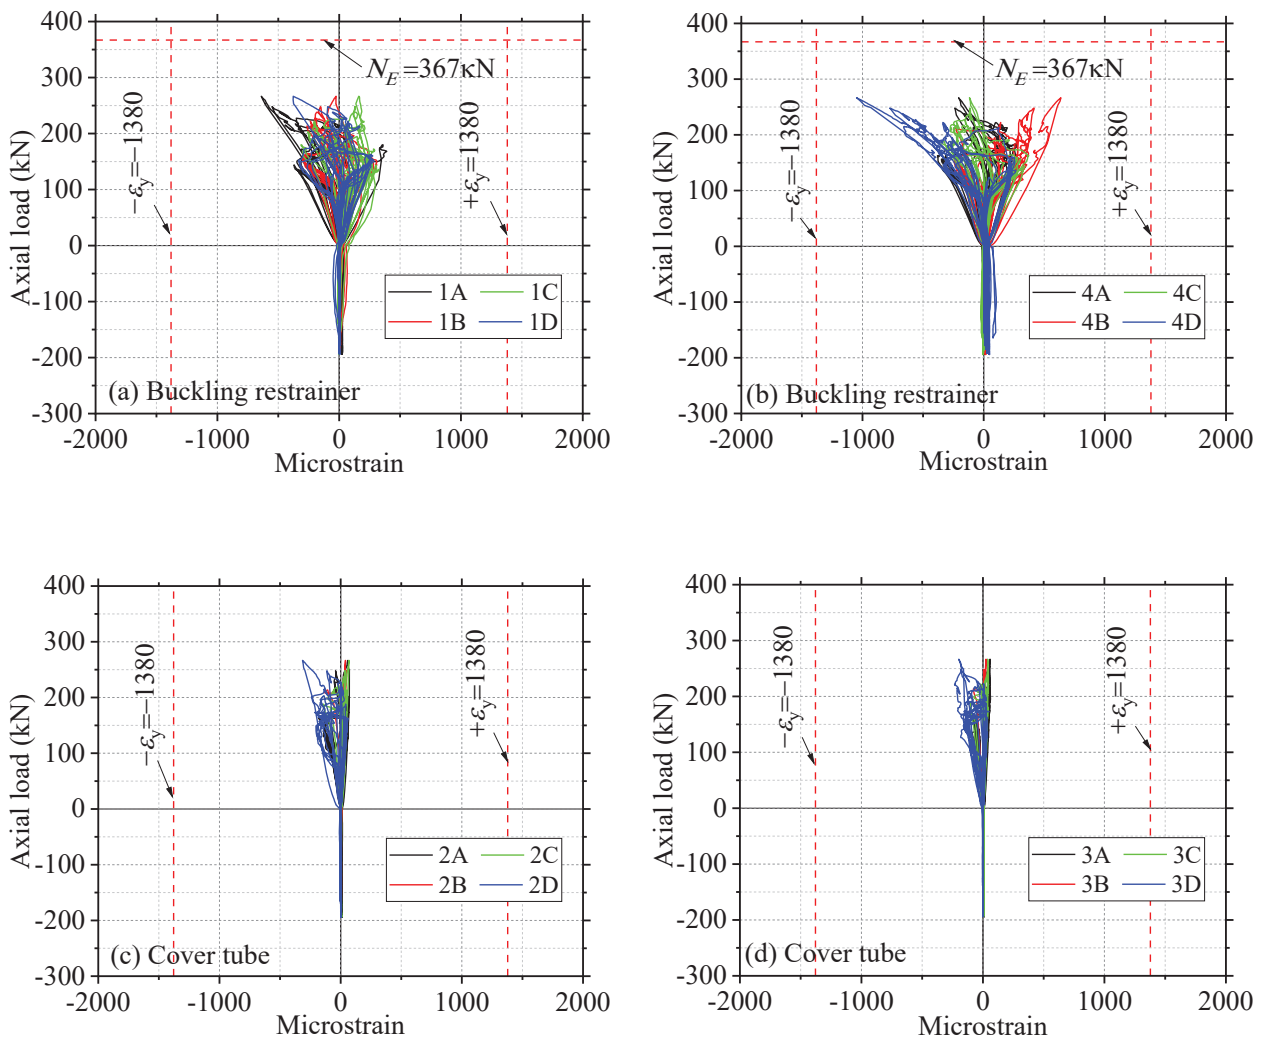 400
300
200
100
0
-100
-200
-300
-2000 -1000 0 1000 2000
Axial load (kN)
Microstrain
N_E=367κN
−ε_y=−1380
+ε_y=1380
1A 1C
1B 1D
(a) Buckling restrainer
400
300
200
100
0
-100
-200
-300
-2000 -1000 0 1000 2000
Axial load (kN)
Microstrain
N_E=367κN
−ε_y=−1380
+ε_y=1380
4A 4C
4B 4D
(b) Buckling restrainer
400
300
200
100
0
-100
-200
-300
-2000 -1000 0 1000 2000
Axial load (kN)
Microstrain
−ε_y=−1380
+ε_y=1380
2A 2C
2B 2D
(c) Cover tube
400
300
200
100
0
-100
-200
-300
-2000 -1000 0 1000 2000
Axial load (kN)
Microstrain
−ε_y=−1380
+ε_y=1380
3A 3C
3B 3D
(d) Cover tube